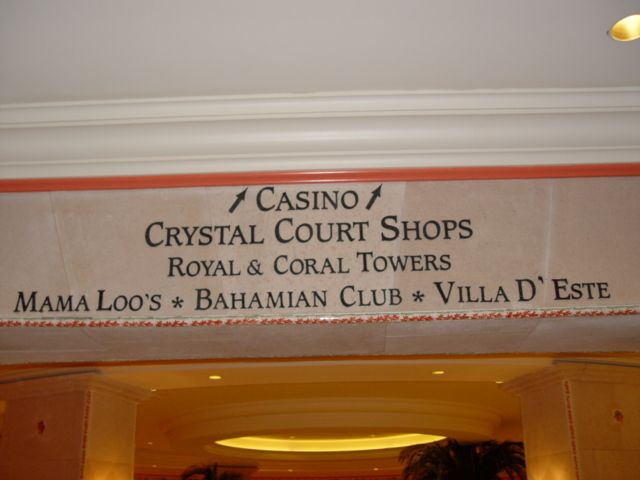 CASINO
CRYSTAL COURT SHOPS
ROYAL & CORAL TOWERS
MAMA LOO'S * BAHAMIAN CLUB * VILLA D'ESTE